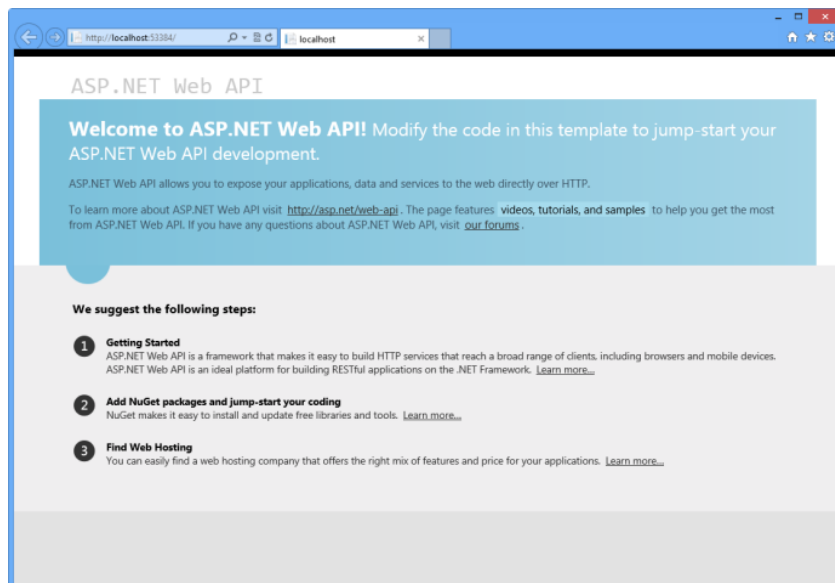 http://localhost:53384/
localhost
ASP.NET Web API
Welcome to ASP.NET Web API! Modify the code in this template to jump-start your
ASP.NET Web API development.
ASP.NET Web API allows you to expose your applications, data and services to the web directly over HTTP.
To learn more about ASP.NET Web API visit http://asp.net/web-api. The page features videos, tutorials, and samples to help you get the most
from ASP.NET Web API. If you have any questions about ASP.NET Web API, visit our forums.
We suggest the following steps:
1 Getting Started
ASP.NET Web API is a framework that makes it easy to build HTTP services that reach a broad range of clients, including browsers and mobile devices.
ASP.NET Web API is an ideal platform for building RESTful applications on the .NET Framework. Learn more...
2 Add NuGet packages and jump-start your coding
NuGet makes it easy to install and update free libraries and tools. Learn more...
3 Find Web Hosting
You can easily find a web hosting company that offers the right mix of features and price for your applications. Learn more...